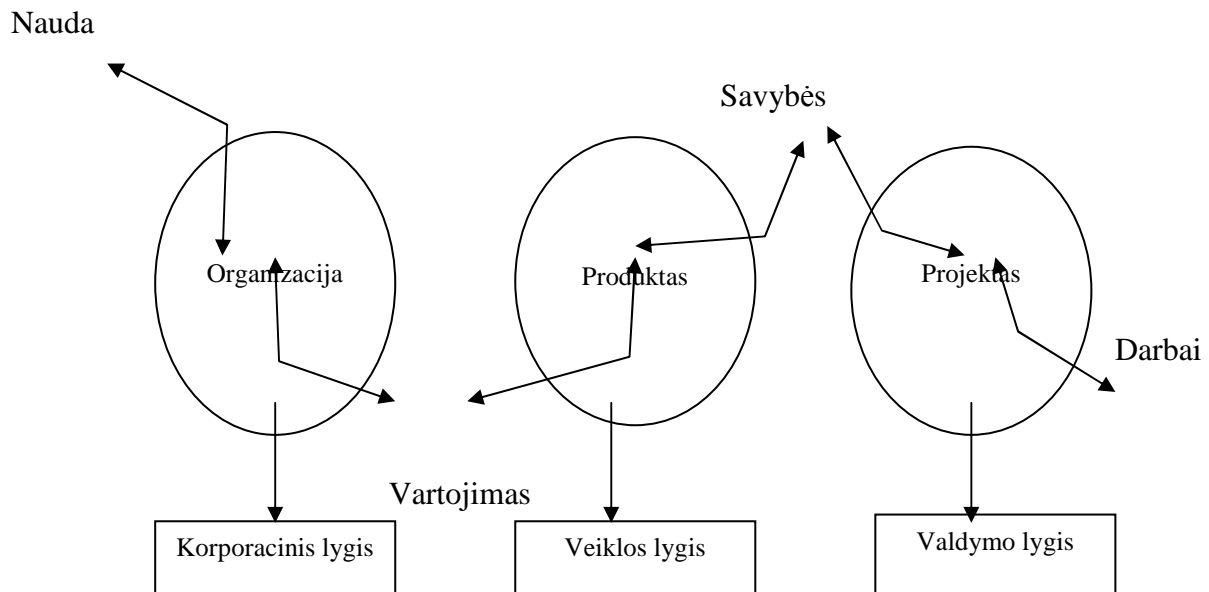 Nauda
Savybės
Organizacija
Produktas
Projektas
Darbai
Vartojimas
Korporacinis lygis
Veiklos lygis
Valdymo lygis